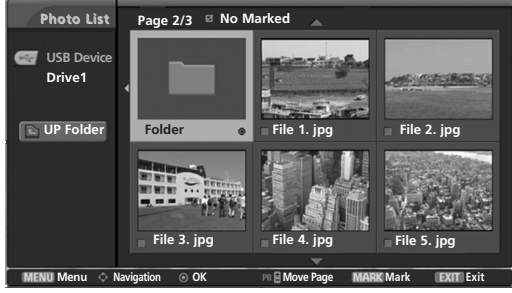 Photo List
Page 2/3 No Marked
USB Device
Drive1
UP Folder
Folder
File 1. jpg
File 2. jpg
File 3. jpg
File 4. jpg
File 5. jpg
MENU Menu Navigation OK PR Move Page MARK Mark EXIT Exit